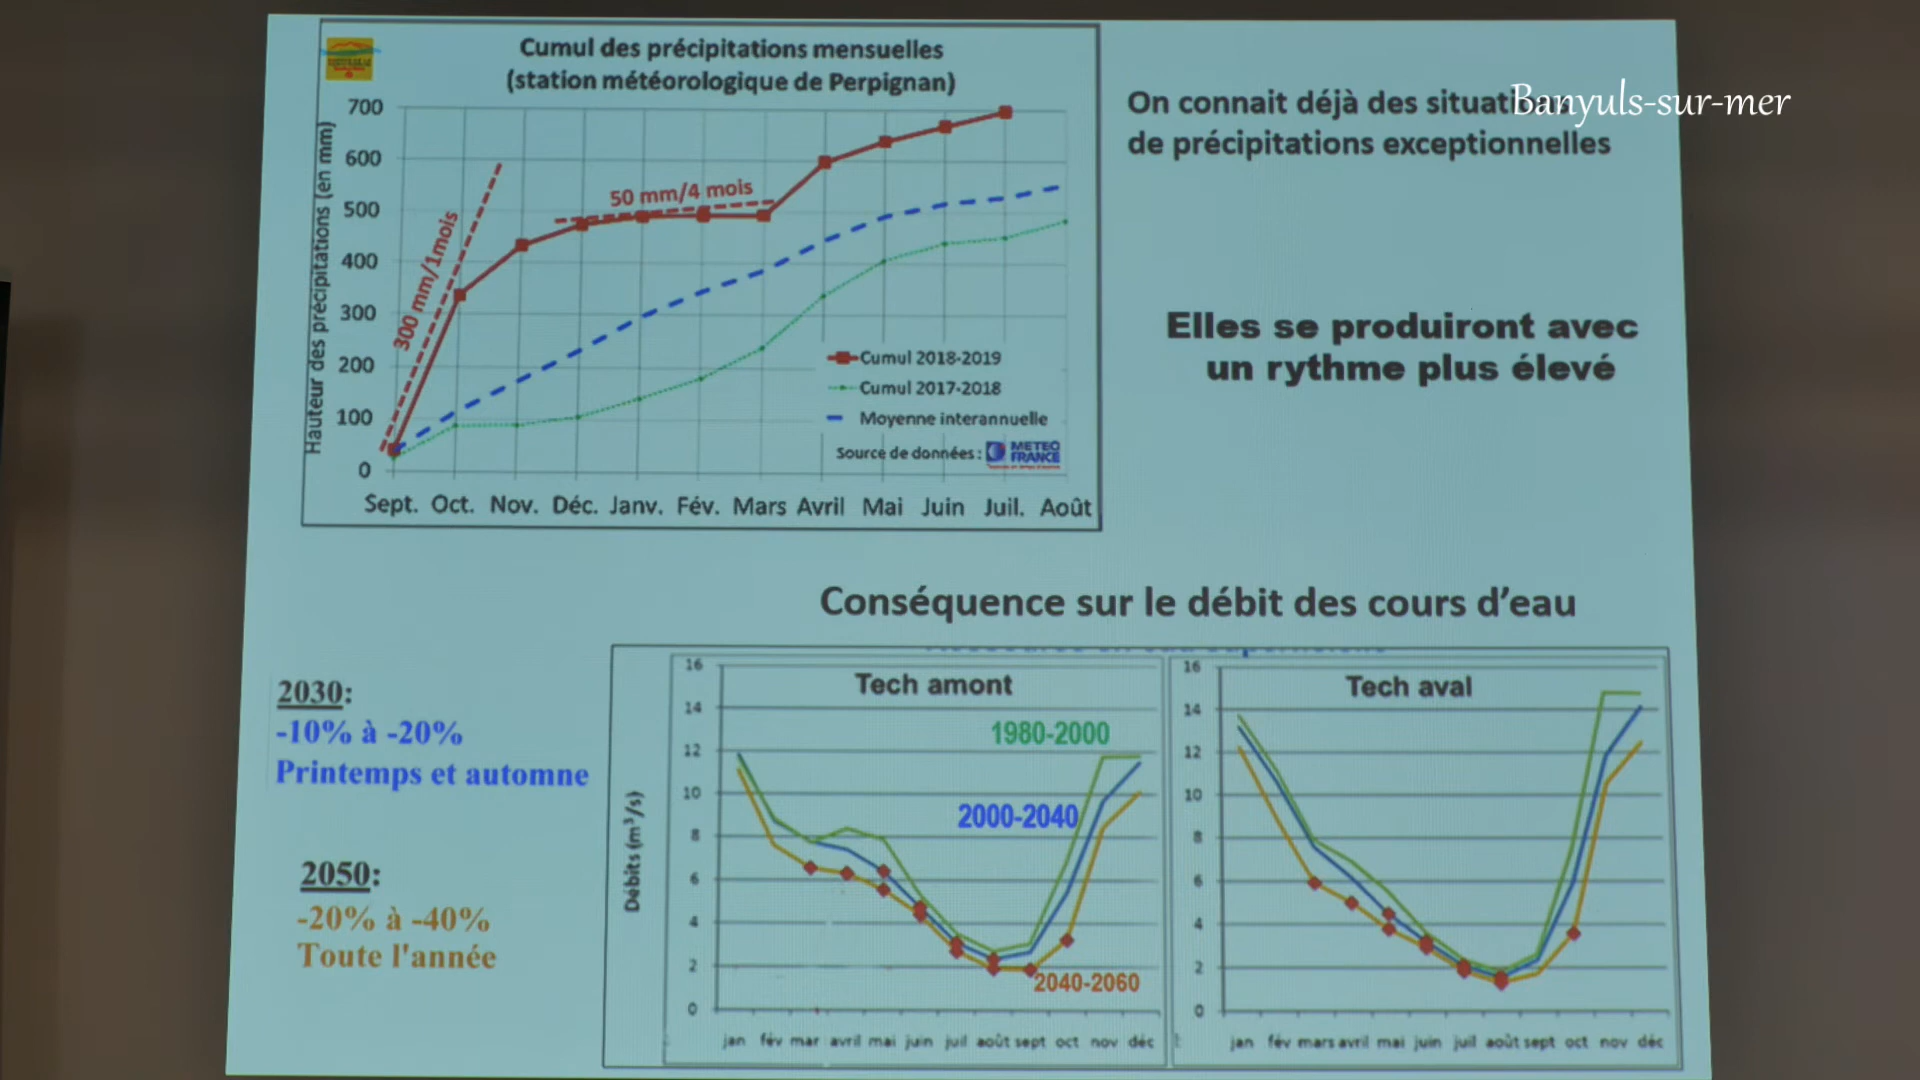 Cumul des précipitations mensuelles
(station météorologique de Perpignan)
Hauteur des précipitations (en mm)
700
600
500
400
300
200
100
0
300 mm/1mois
50 mm/4 mois
Cumul 2018-2019
Cumul 2017-2018
Moyenne interannuelle
Source de données :
METEO
FRANCE
Sept. Oct. Nov. Déc. Janv. Fév. Mars Avril Mai Juin Juil. Août
On connait déjà des situations
de précipitations exceptionnelles
Banyuls-sur-mer
Elles se produiront avec
un rythme plus élevé
Conséquence sur le débit des cours d'eau
2030:
-10% à -20%
Printemps et automne
2050:
-20% à -40%
Toute l'année
Débits (m³/s)
16
14
12
10
8
6
4
2
0
Tech amont
1980-2000
2000-2040
2040-2060
jan fév mar avril mai juin juil août sept oct nov déc
16
14
12
10
8
6
4
2
0
Tech aval
jan fév mars avril mai juin juil août sept oct nov déc